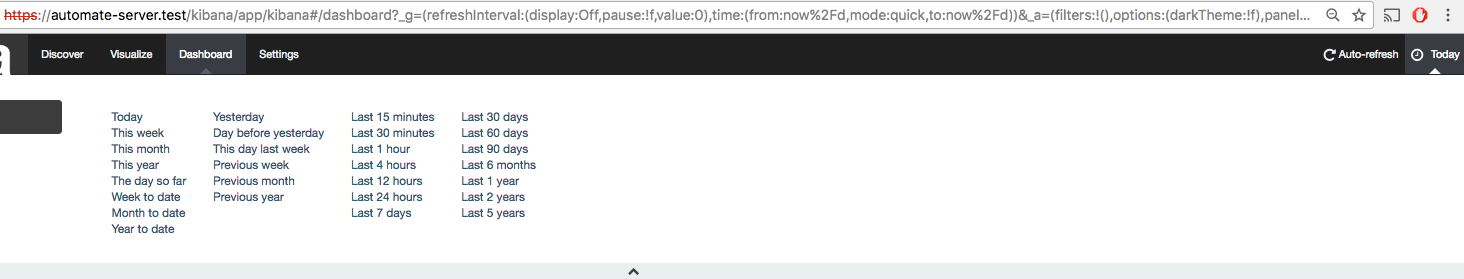 https://automate-server.test/kibana/app/kibana#/dashboard?_g=(refreshInterval:(display:Off,pause:!f,value:0),time:(from:now%2Fd,mode:quick,to:now%2Fd))&_a=(filters:!(),options:(darkTheme:!f),panel...
Discover Visualize Dashboard Settings Auto-refresh Today
Today Yesterday Last 15 minutes Last 30 days
This week Day before yesterday Last 30 minutes Last 60 days
This month This day last week Last 1 hour Last 90 days
This year Previous week Last 4 hours Last 6 months
The day so far Previous month Last 12 hours Last 1 year
Week to date Previous year Last 24 hours Last 2 years
Month to date Last 7 days Last 5 years
Year to date